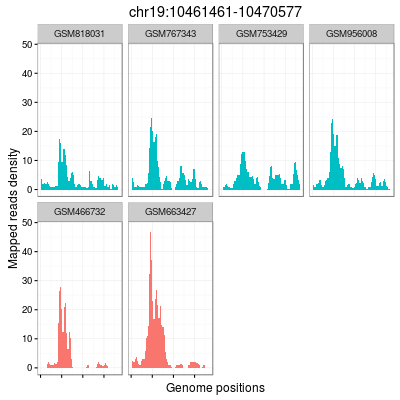 chr19:10461461-10470577
GSM818031 GSM767343 GSM753429 GSM956008
50
40
30
20
10
0
Mapped reads density
GSM466732 GSM663427
50
40
30
20
10
0
Genome positions